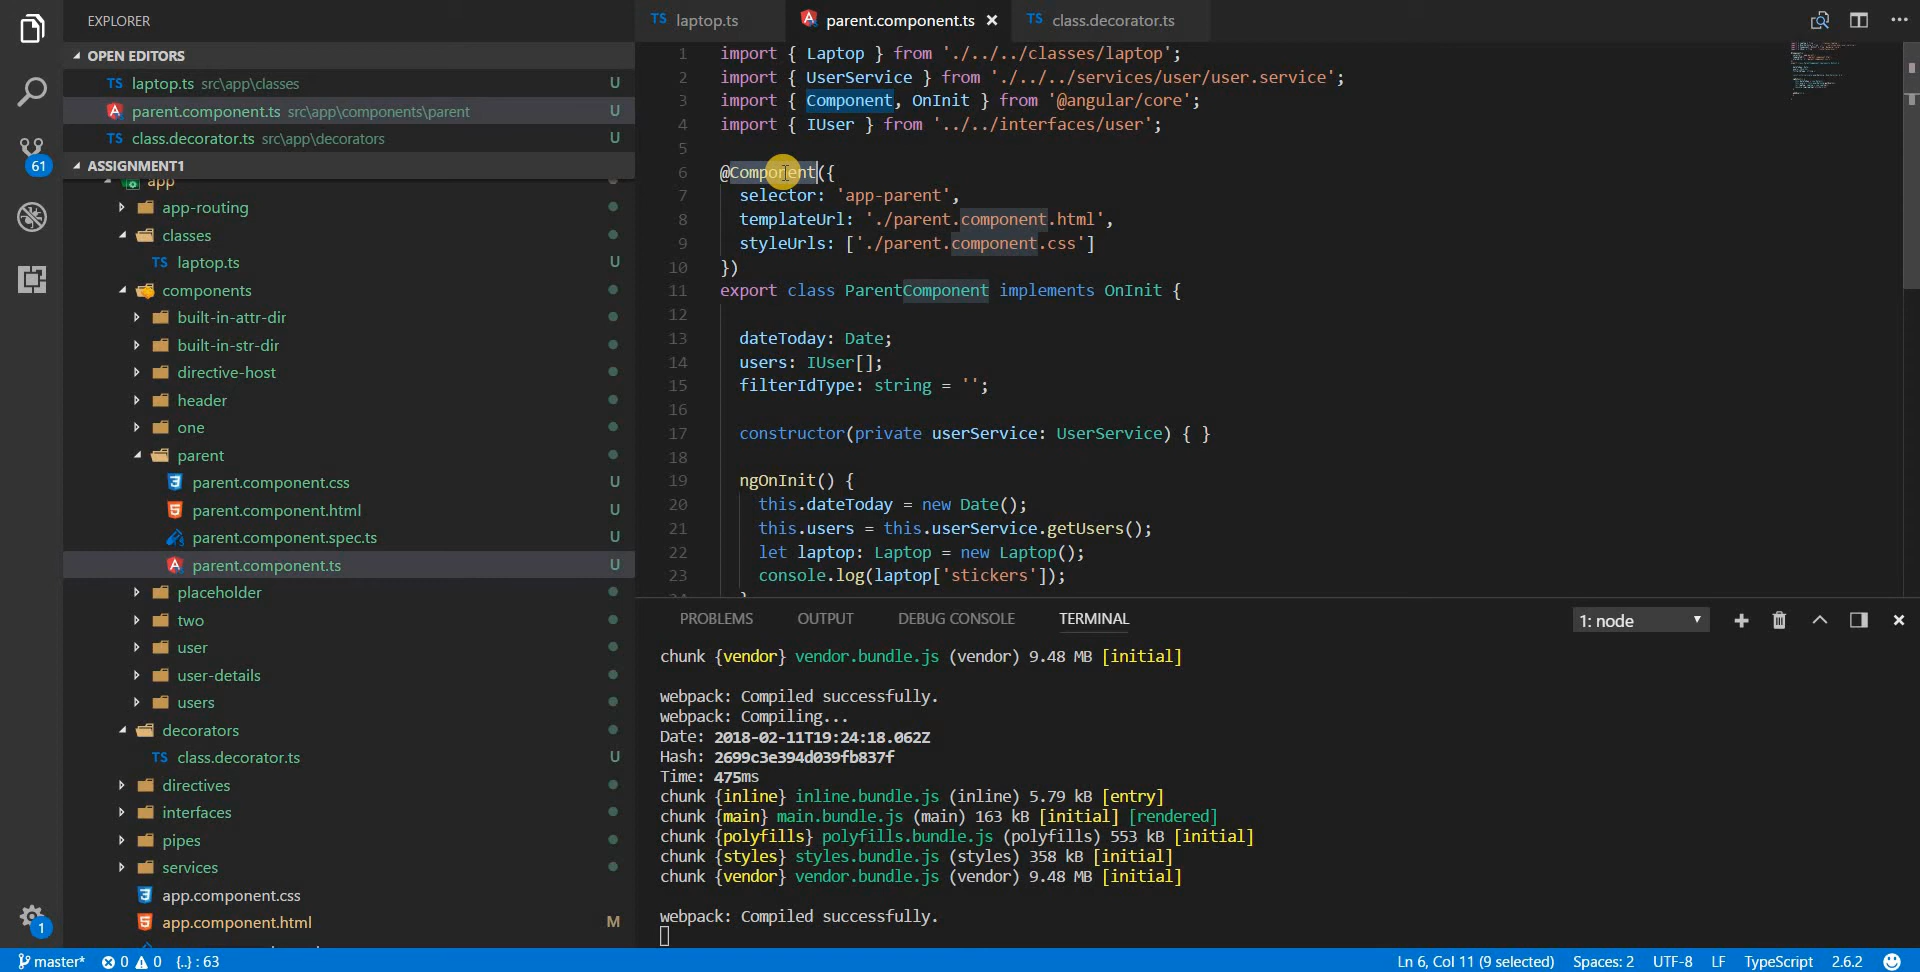 EXPLORER
OPEN EDITORS
TS laptop.ts src\app\classes U
parent.component.ts src\app\components\parent U
TS class.decorator.ts src\app\decorators U
ASSIGNMENT1
app
app-routing
classes
TS laptop.ts U
components
built-in-attr-dir
built-in-str-dir
directive-host
header
one
parent
parent.component.css U
parent.component.html U
parent.component.spec.ts U
parent.component.ts U
placeholder
two
user
user-details
users
decorators
TS class.decorator.ts U
directives
interfaces
pipes
services
app.component.css
app.component.html M
61
1
TS laptop.ts parent.component.ts × TS class.decorator.ts
1 import { Laptop } from './../../classes/laptop';
2 import { UserService } from './../../services/user/user.service';
3 import { Component, OnInit } from '@angular/core';
4 import { IUser } from '../../interfaces/user';
5
6 @Component({
7 selector: 'app-parent',
8 templateUrl: './parent.component.html',
9 styleUrls: ['./parent.component.css']
10 })
11 export class ParentComponent implements OnInit {
12
13 dateToday: Date;
14 users: IUser[];
15 filterIdType: string = '';
16
17 constructor(private userService: UserService) { }
18
19 ngOnInit() {
20 this.dateToday = new Date();
21 this.users = this.userService.getUsers();
22 let laptop: Laptop = new Laptop();
23 console.log(laptop['stickers']);
PROBLEMS OUTPUT DEBUG CONSOLE TERMINAL 1: node
chunk {vendor} vendor.bundle.js (vendor) 9.48 MB [initial]
webpack: Compiled successfully.
webpack: Compiling...
Date: 2018-02-11T19:24:18.062Z
Hash: 2699c3e394d039fb837f
Time: 475ms
chunk {inline} inline.bundle.js (inline) 5.79 kB [entry]
chunk {main} main.bundle.js (main) 163 kB [initial] [rendered]
chunk {polyfills} polyfills.bundle.js (polyfills) 553 kB [initial]
chunk {styles} styles.bundle.js (styles) 358 kB [initial]
chunk {vendor} vendor.bundle.js (vendor) 9.48 MB [initial]
webpack: Compiled successfully.
master* 0 0 {..} : 63 Ln 6, Col 11 (9 selected) Spaces: 2 UTF-8 LF TypeScript 2.6.2